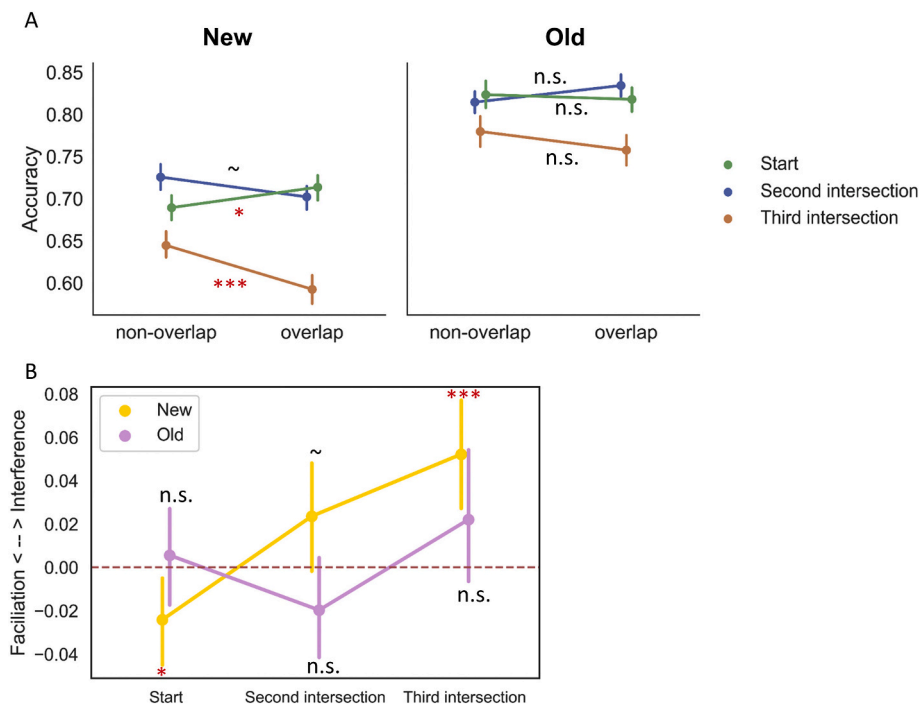 A
New
Old
Accuracy
0.85
0.80
0.75
0.70
0.65
0.60
~
*
***
n.s.
n.s.
n.s.
non-overlap
overlap
non-overlap
overlap
Start
Second intersection
Third intersection
B
Faciliation < -- > Interference
0.08
0.06
0.04
0.02
0.00
−0.02
−0.04
New
Old
n.s.
*
~
n.s.
***
n.s.
Start
Second intersection
Third intersection